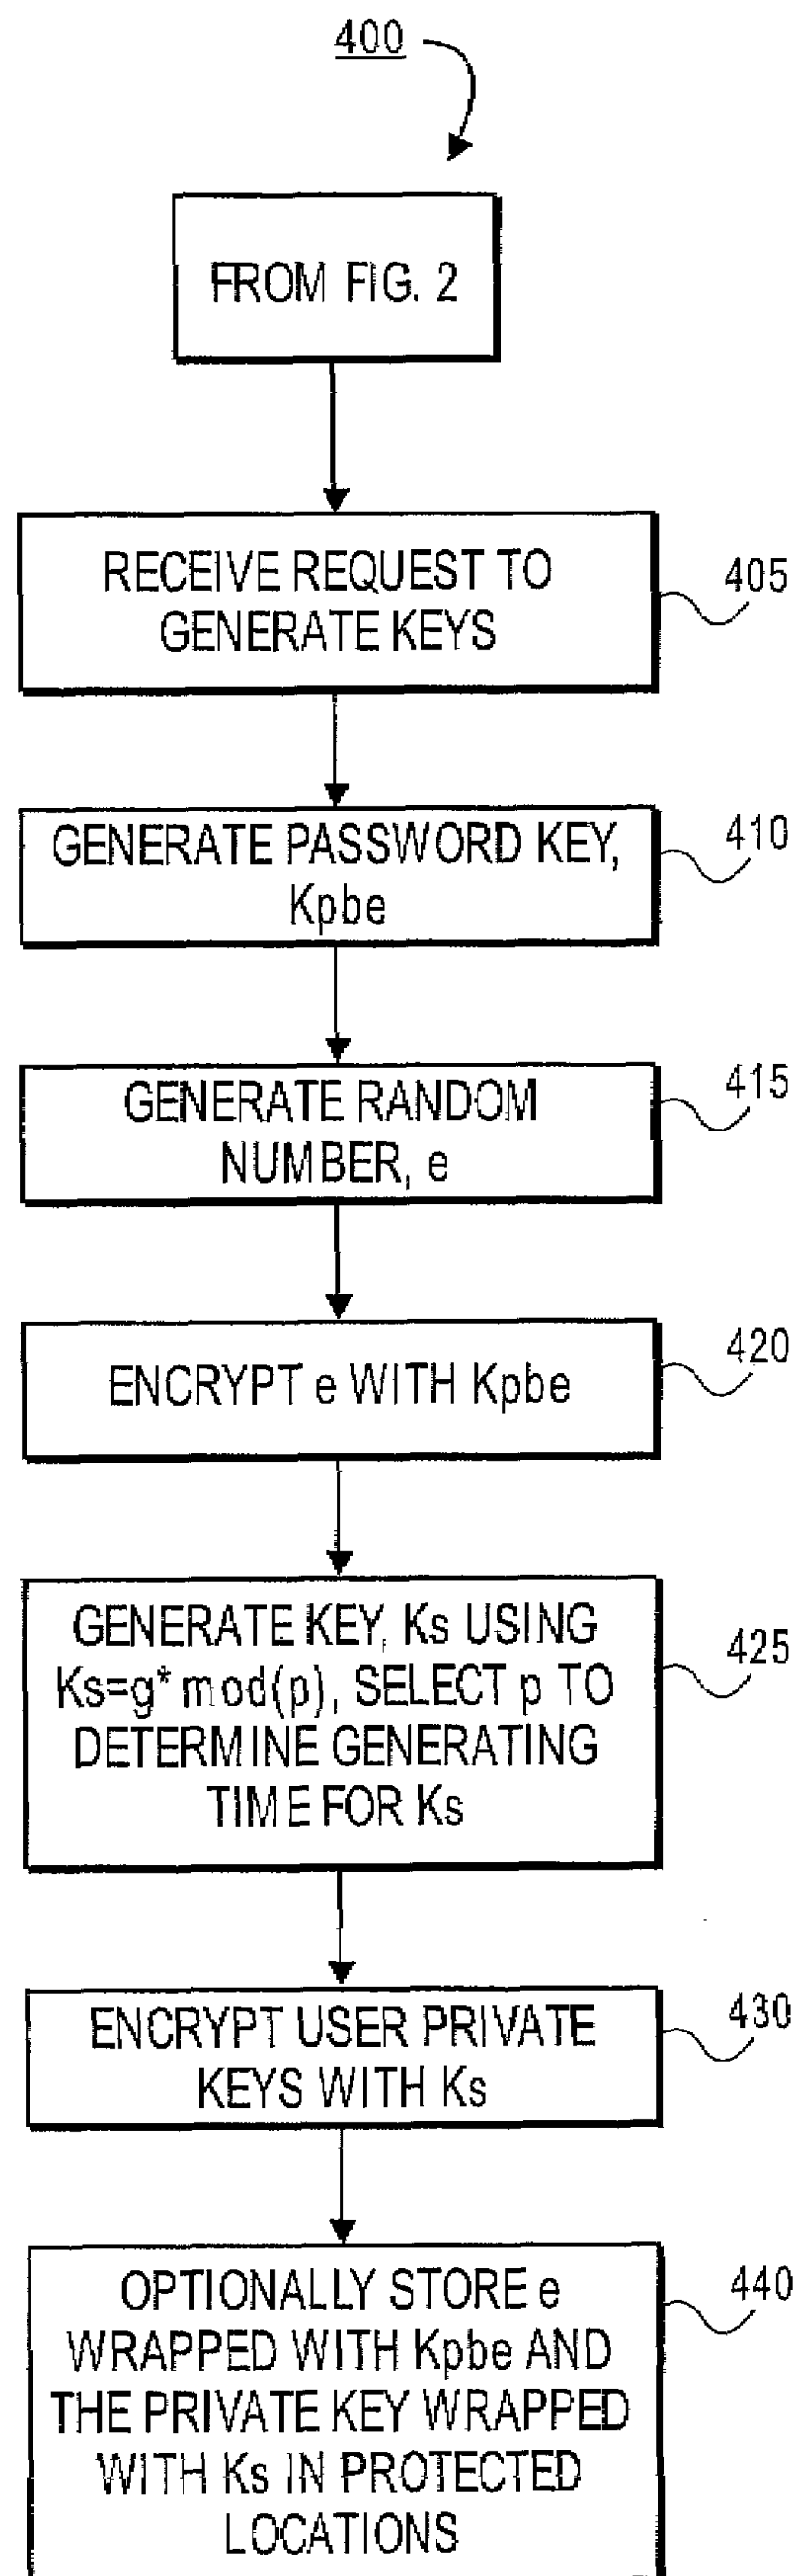 400
FROM FIG. 2
RECEIVE REQUEST TO
GENERATE KEYS
405
GENERATE PASSWORD KEY,
Kpbe
410
GENERATE RANDOM
NUMBER, e
415
ENCRYPT e WITH Kpbe
420
GENERATE KEY, Ks USING
Ks=g* mod(p), SELECT p TO
DETERMINE GENERATING
TIME FOR Ks
425
ENCRYPT USER PRIVATE
KEYS WITH Ks
430
OPTIONALLY STORE e
WRAPPED WITH Kpbe AND
THE PRIVATE KEY WRAPPED
WITH Ks IN PROTECTED
LOCATIONS
440